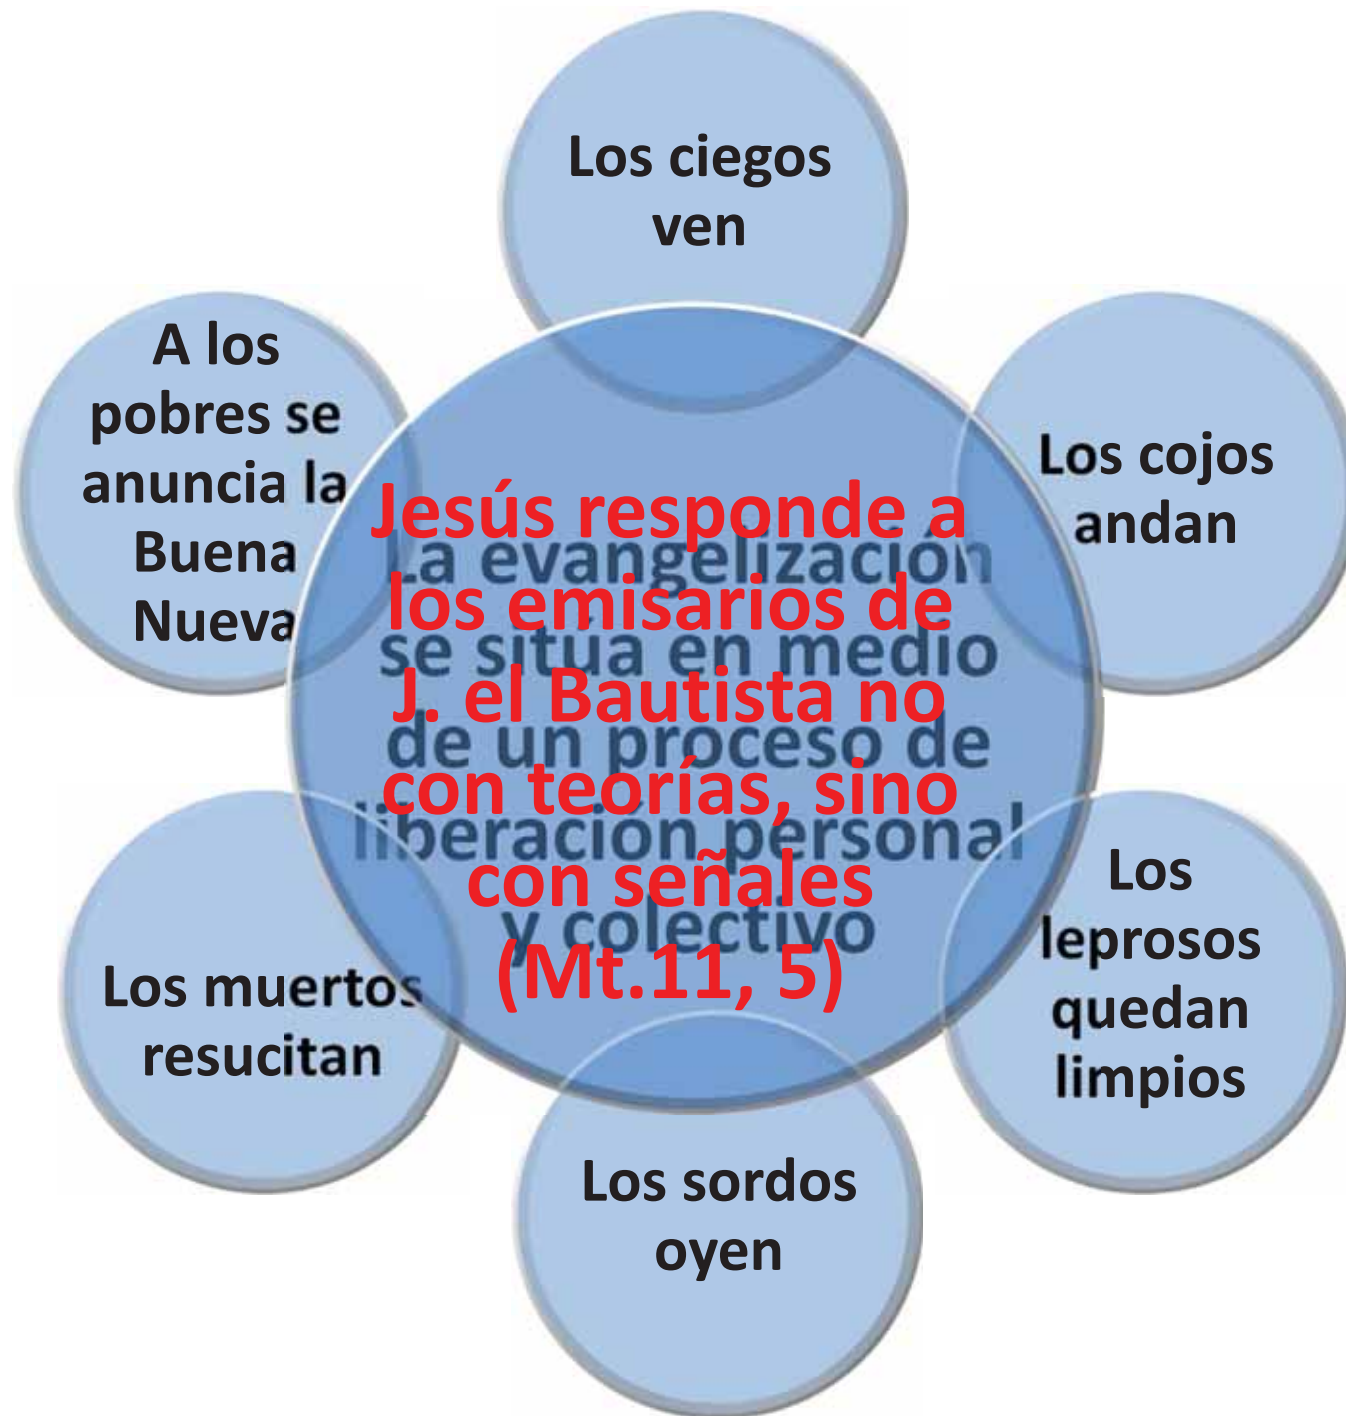 Los ciegos
ven
A los
pobres se
anuncia la
Buena
Nueva
Los cojos
andan
Jesús responde a
los emisarios de
J. el Bautista no
con teorías, sino
con señales
(Mt.11, 5)
La evangelización
se sitúa en medio
de un proceso de
liberación personal
y colectivo
Los
leprosos
quedan
limpios
Los muertos
resucitan
Los sordos
oyen